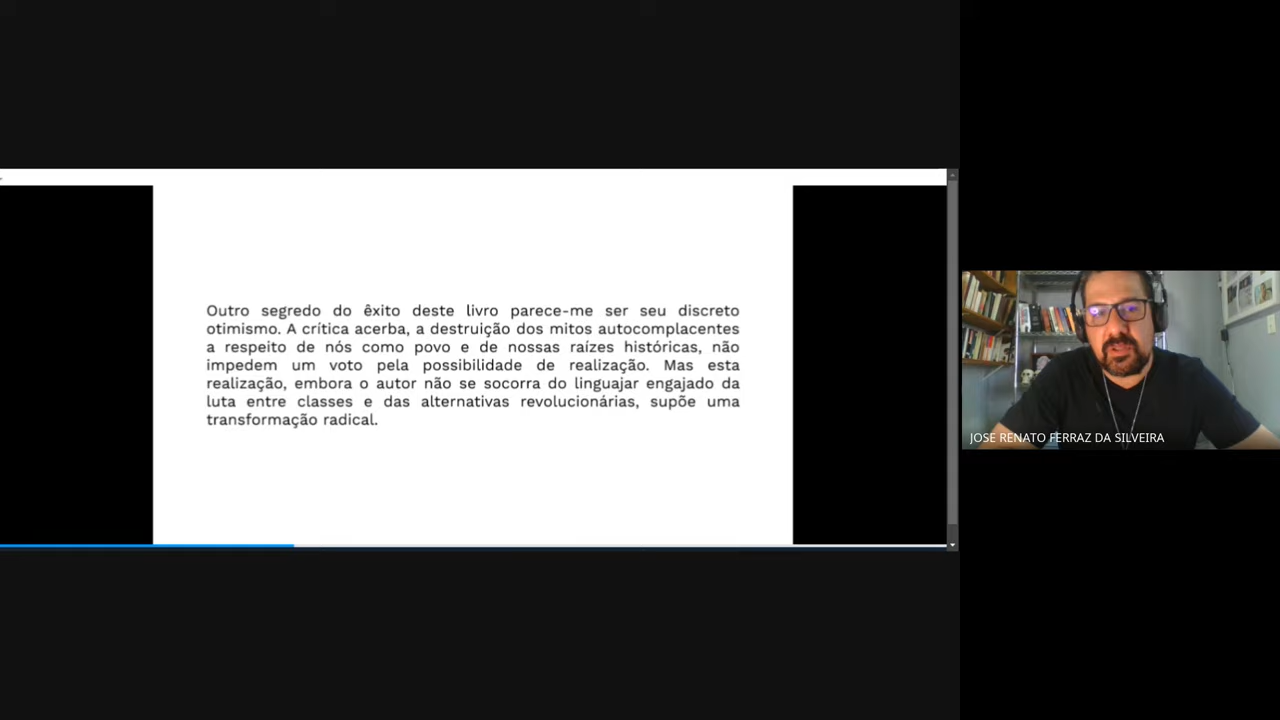 Outro segredo do êxito deste livro parece-me ser seu discreto
otimismo. A crítica acerba, a destruição dos mitos autocomplacentes
a respeito de nós como povo e de nossas raízes históricas, não
impedem um voto pela possibilidade de realização. Mas esta
realização, embora o autor não se socorra do linguajar engajado da
luta entre classes e das alternativas revolucionárias, supõe uma
transformação radical.
JOSE RENATO FERRAZ DA SILVEIRA